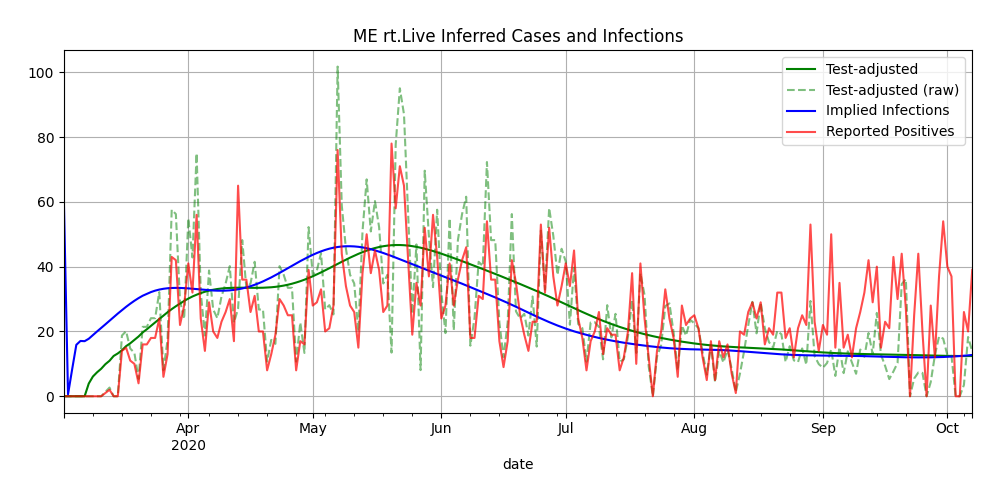 ME rt.Live Inferred Cases and Infections
Test-adjusted
Test-adjusted (raw)
Implied Infections
Reported Positives
100
80
60
40
20
0
Apr
2020
May
Jun
Jul
Aug
Sep
Oct
date